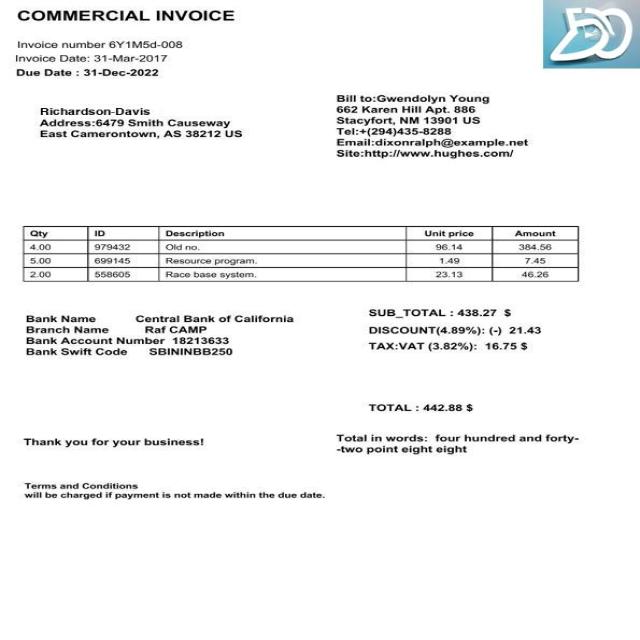 COMMERCIAL INVOICE
Invoice number 6Y1M5d-008
Invoice Date: 31-Mar-2017
Due Date : 31-Dec-2022
Richardson-Davis
Address:6479 Smith Causeway
East Camerontown, AS 38212 US
Bill to:Gwendolyn Young
662 Karen Hill Apt. 886
Stacyfort, NM 13901 US
Tel:+(294)435-8288
Email:dixonralph@example.net
Site:http://www.hughes.com/
Qty ID Description Unit price Amount
4.00 979432 Old no. 96.14 384.56
5.00 699145 Resource program. 1.49 7.45
2.00 558605 Race base system. 23.13 46.26
Bank Name Central Bank of California
Branch Name Raf CAMP
Bank Account Number 18213633
Bank Swift Code SBININBB250
SUB_TOTAL : 438.27 $
DISCOUNT(4.89%): (-) 21.43
TAX:VAT (3.82%): 16.75 $
TOTAL : 442.88 $
Thank you for your business!
Total in words: four hundred and forty-
-two point eight eight
Terms and Conditions
will be charged if payment is not made within the due date.